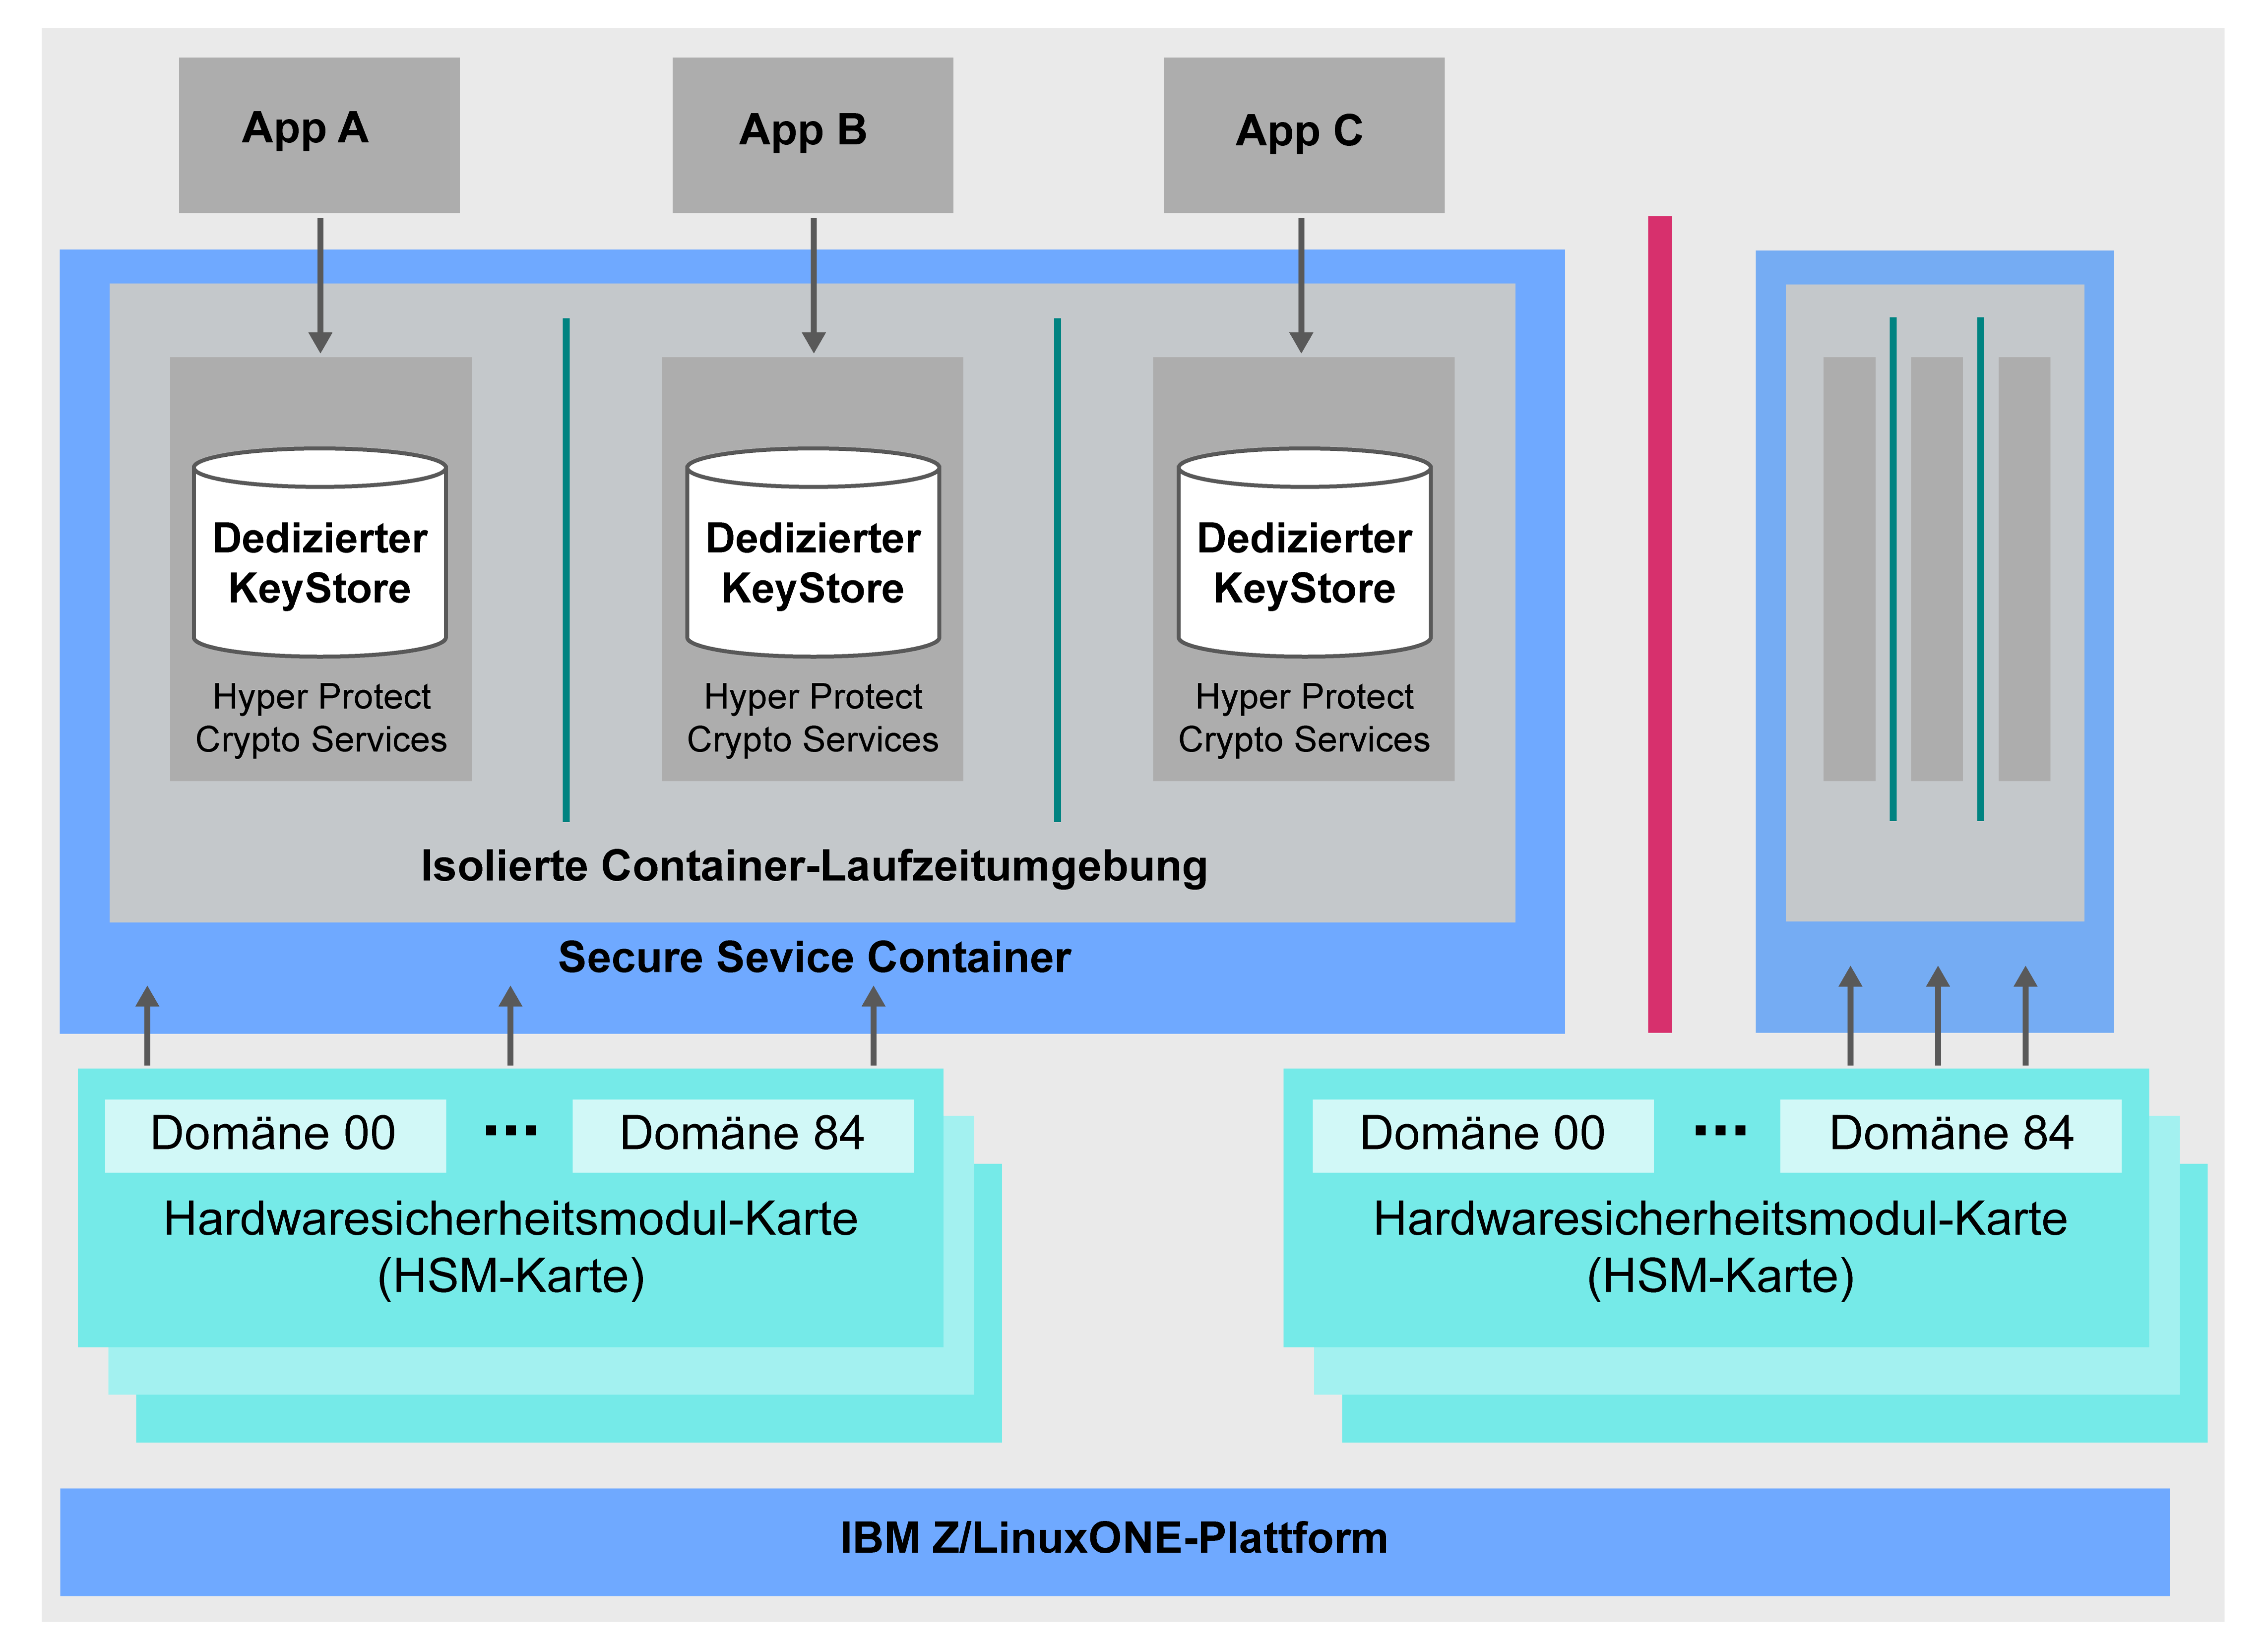 App A
App B
App C
Dedizierter
KeyStore
Hyper Protect
Crypto Services
Dedizierter
KeyStore
Hyper Protect
Crypto Services
Dedizierter
KeyStore
Hyper Protect
Crypto Services
Isolierte Container-Laufzeitumgebung
Secure Sevice Container
Domäne 00 ... Domäne 84
Hardwaresicherheitsmodul-Karte
(HSM-Karte)
Domäne 00 ... Domäne 84
Hardwaresicherheitsmodul-Karte
(HSM-Karte)
IBM Z/LinuxONE-Plattform